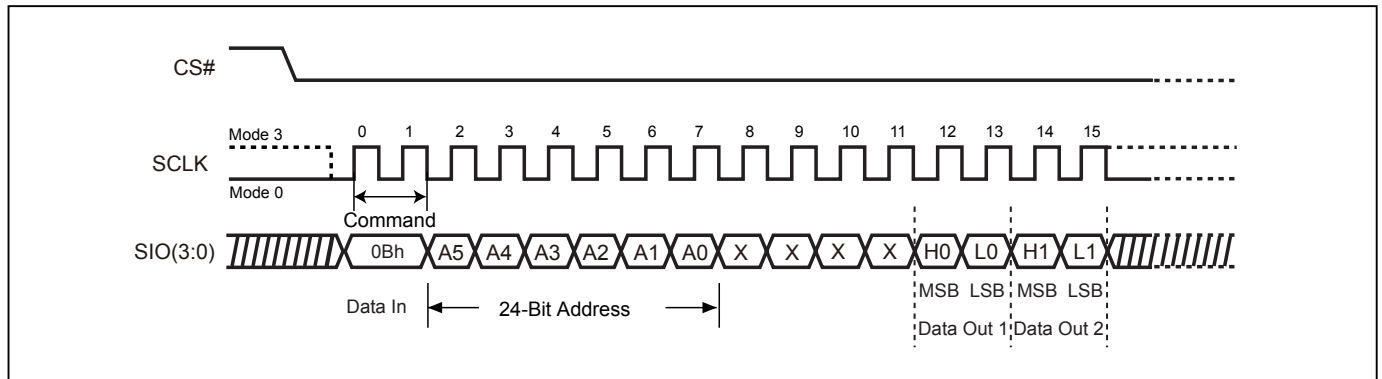 CS#
Mode 3 0 1 2 3 4 5 6 7 8 9 10 11 12 13 14 15
SCLK
Mode 0
Command
SIO(3:0) 0Bh A5 A4 A3 A2 A1 A0 X X X X H0 L0 H1 L1
MSB LSB MSB LSB
Data In 24-Bit Address
Data Out 1 Data Out 2